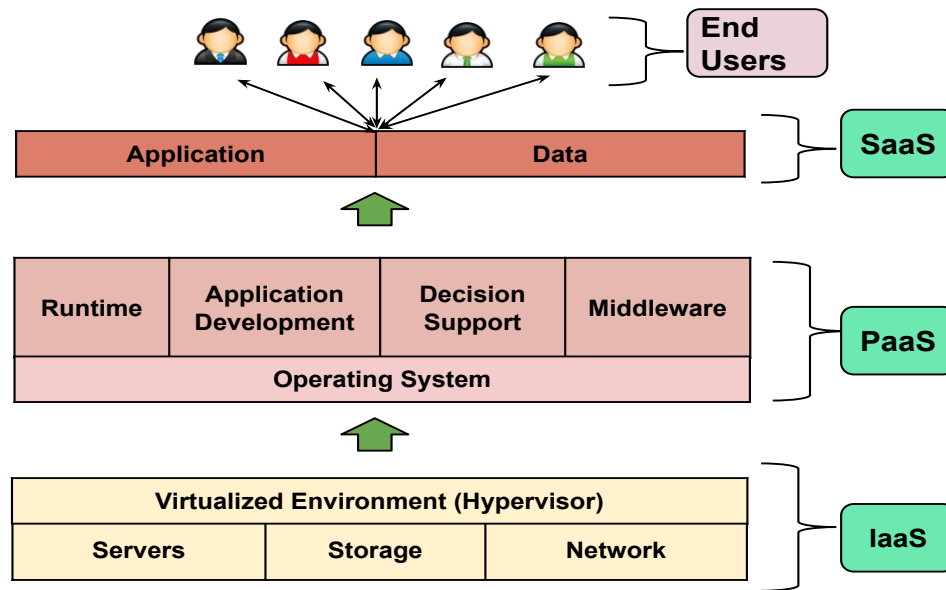 End
Users
Application
Data
SaaS
Runtime
Application
Development
Decision
Support
Middleware
Operating System
PaaS
Virtualized Environment (Hypervisor)
Servers
Storage
Network
IaaS